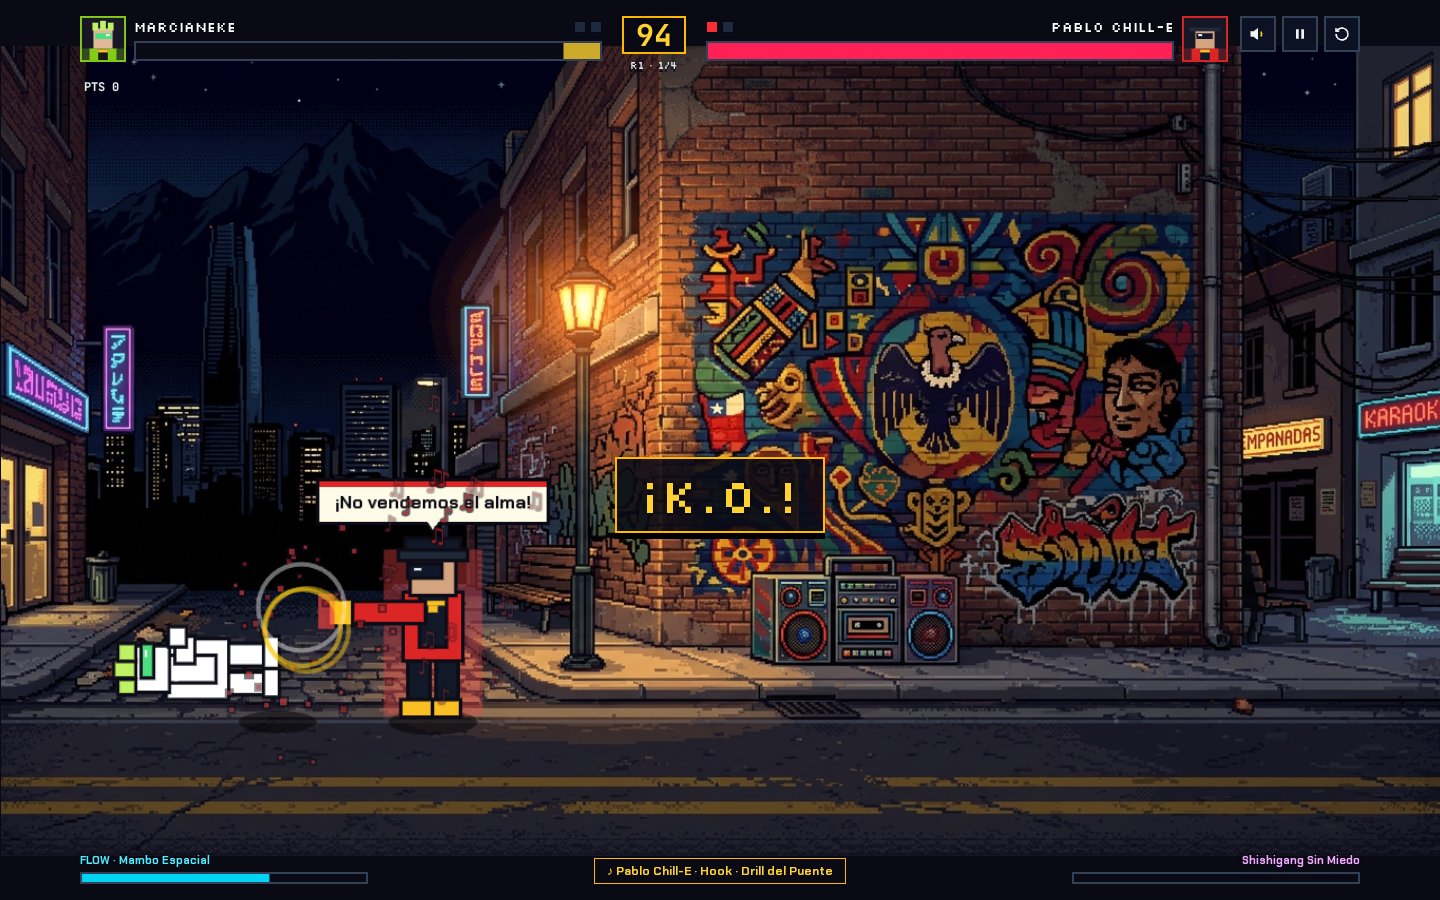 MARCIANEKE
94
PABLO CHILL-E
R1 · 1/4
PTS 0
EMPANADAS
KARAOK
¡No vendemos el alma!
¡K.O.!
FLOW · Mambo Espacial
♪ Pablo Chill-E · Hook · Drill del Puente
Shishigang Sin Miedo